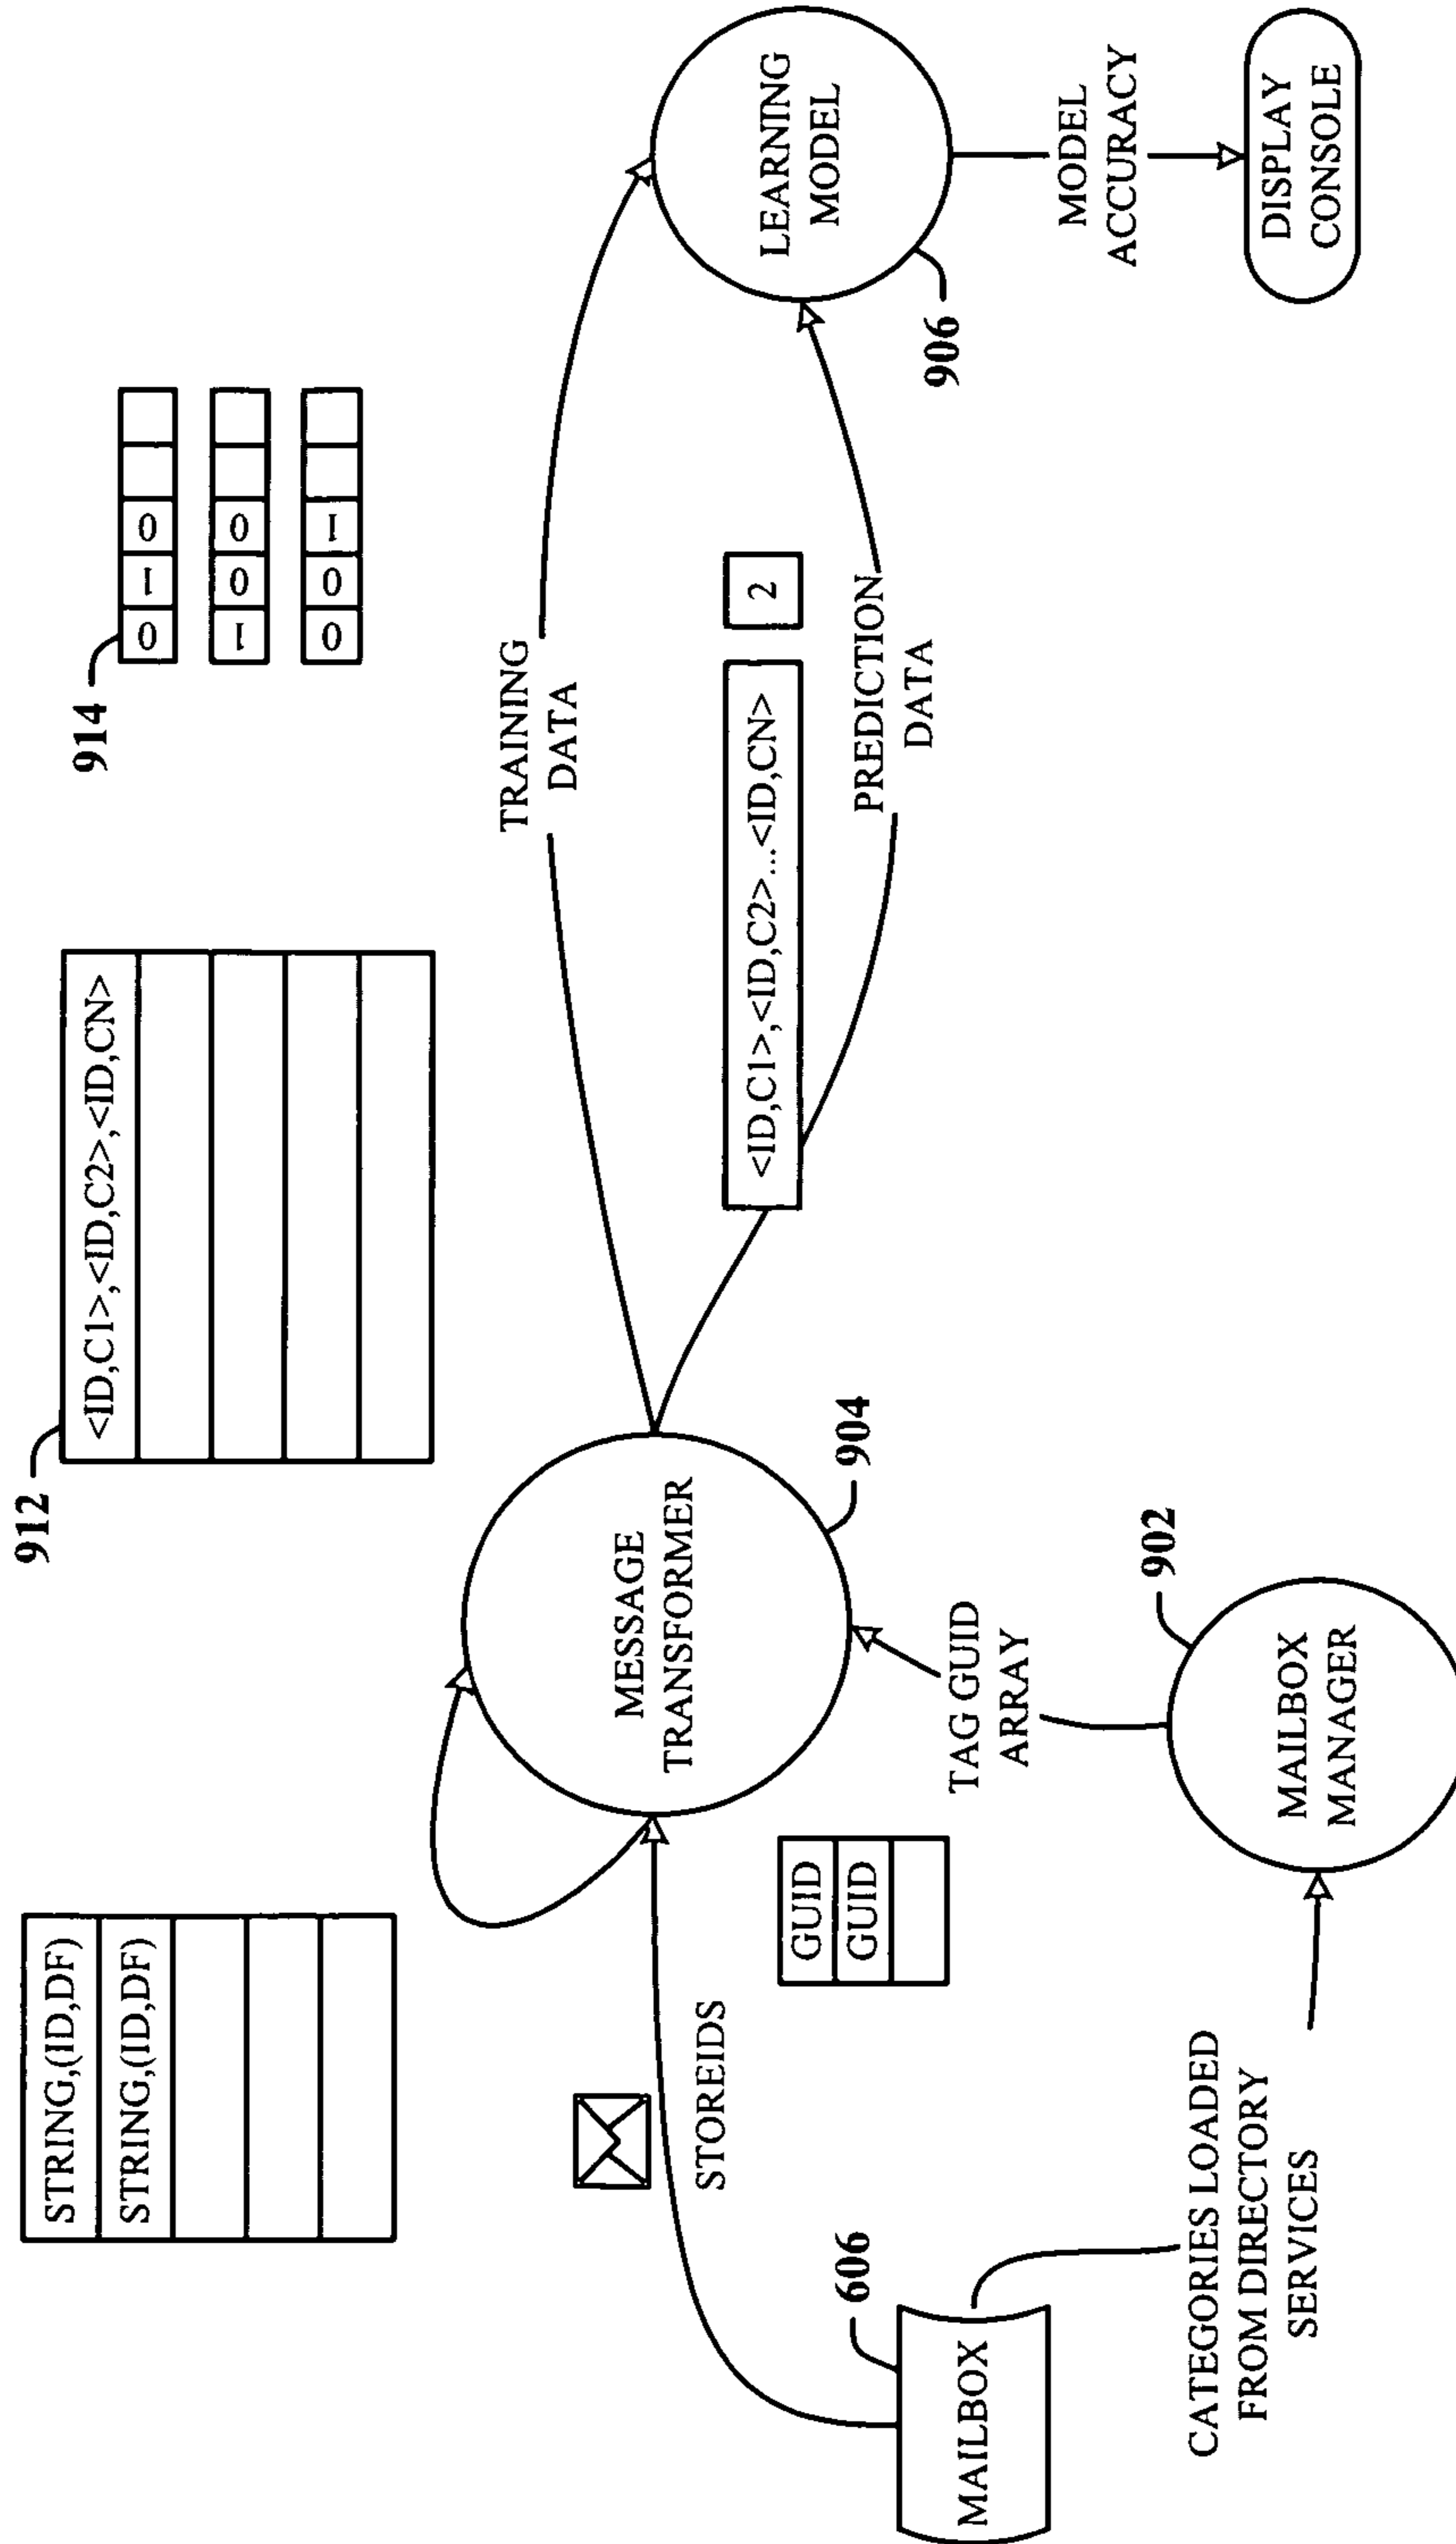 STRING,(ID,DF)
STRING,(ID,DF)
912
<ID,C1>,<ID,C2>,<ID,CN>
914
0 1 0
1 0 0
0 0 1
TRAINING
DATA
STOREIDS
MESSAGE
TRANSFORMER
904
<ID,C1>,<ID,C2>...<ID,CN>
2
PREDICTION
DATA
LEARNING
MODEL
906
606
MAILBOX
GUID
GUID
TAG GUID
ARRAY
MODEL
ACCURACY
CATEGORIES LOADED
FROM DIRECTORY
SERVICES
902
MAILBOX
MANAGER
DISPLAY
CONSOLE